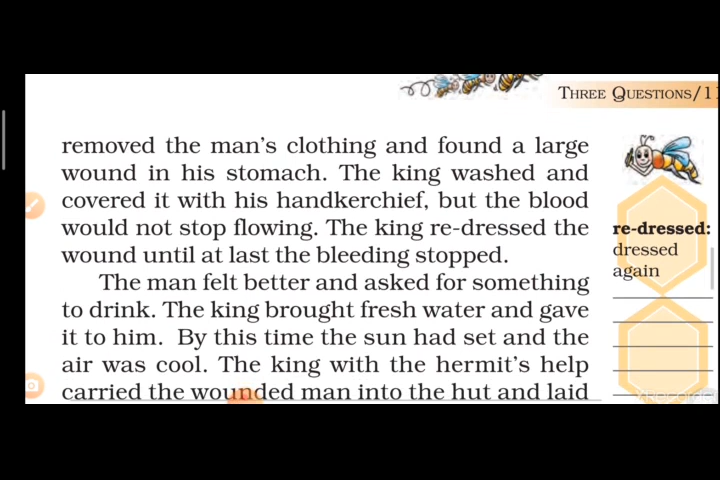 THREE QUESTIONS/11
removed the man's clothing and found a large
wound in his stomach. The king washed and
covered it with his handkerchief, but the blood
would not stop flowing. The king re-dressed the
wound until at last the bleeding stopped.
The man felt better and asked for something
to drink. The king brought fresh water and gave
it to him. By this time the sun had set and the
air was cool. The king with the hermit's help
carried the wounded man into the hut and laid
re-dressed:
dressed
again